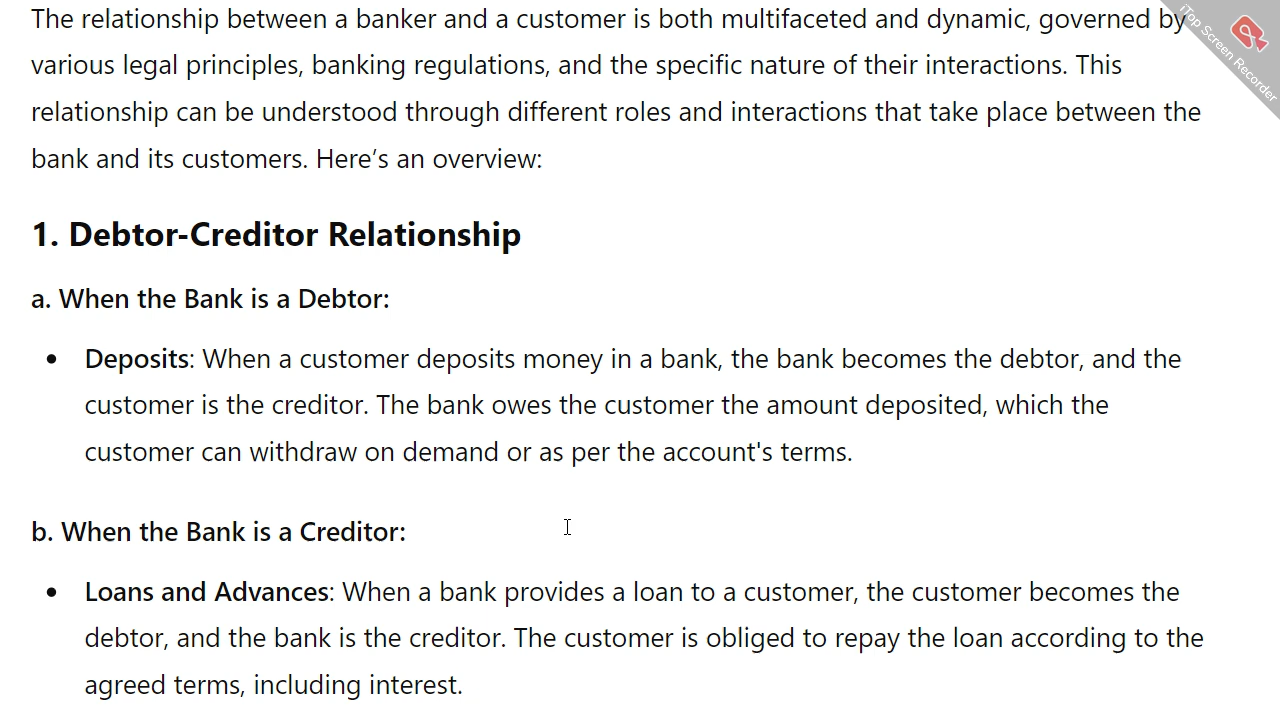 The relationship between a banker and a customer is both multifaceted and dynamic, governed by
various legal principles, banking regulations, and the specific nature of their interactions. This
relationship can be understood through different roles and interactions that take place between the
bank and its customers. Here’s an overview:
1. Debtor-Creditor Relationship
a. When the Bank is a Debtor:
• Deposits: When a customer deposits money in a bank, the bank becomes the debtor, and the
customer is the creditor. The bank owes the customer the amount deposited, which the
customer can withdraw on demand or as per the account's terms.
b. When the Bank is a Creditor:
• Loans and Advances: When a bank provides a loan to a customer, the customer becomes the
debtor, and the bank is the creditor. The customer is obliged to repay the loan according to the
agreed terms, including interest.
iTop Screen Recorder